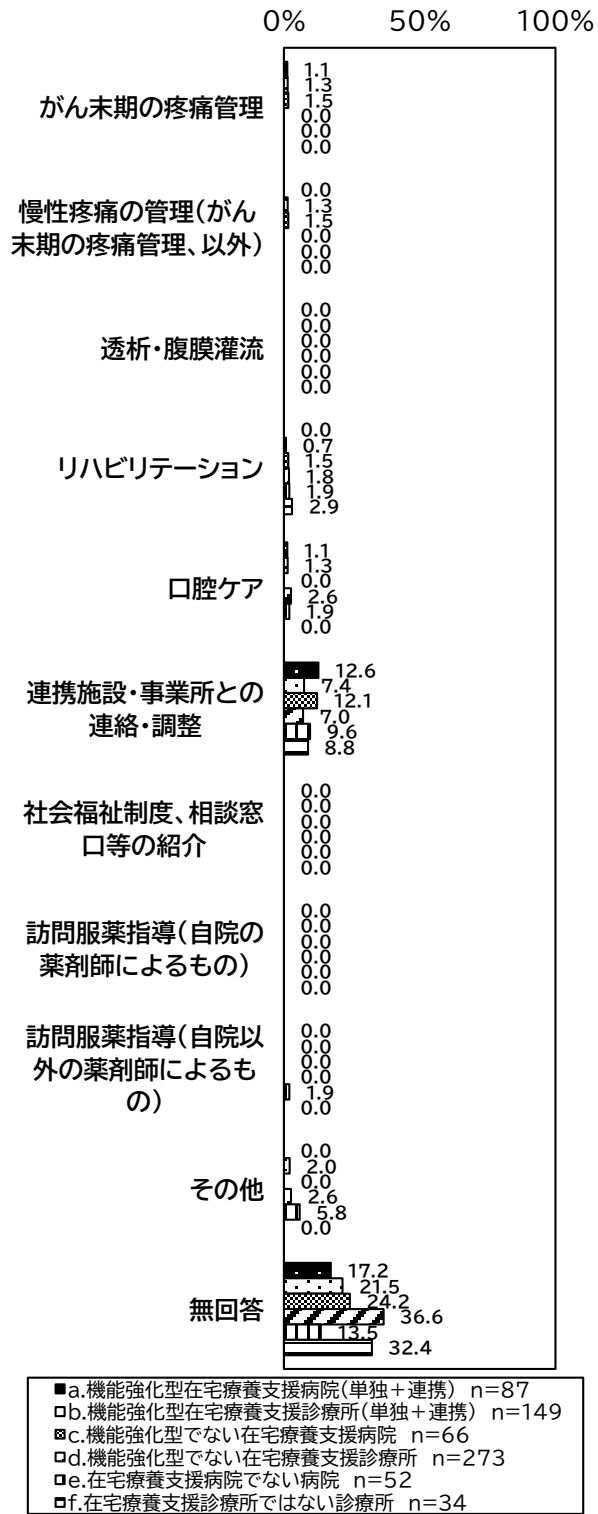 0% 50% 100%
がん末期の疼痛管理
1.1
1.3
1.5
0.0
0.0
0.0
慢性疼痛の管理(がん
末期の疼痛管理、以外)
0.0
1.3
1.5
0.0
0.0
0.0
透析・腹膜灌流
0.0
0.0
0.0
0.0
0.0
0.0
リハビリテーション
0.0
0.7
1.5
1.8
1.9
2.9
口腔ケア
1.1
1.3
0.0
2.6
1.9
0.0
連携施設・事業所との
連絡・調整
12.6
7.4
12.1
7.0
9.6
8.8
社会福祉制度、相談窓
口等の紹介
0.0
0.0
0.0
0.0
0.0
0.0
訪問服薬指導(自院の
薬剤師によるもの)
0.0
0.0
0.0
0.0
0.0
0.0
訪問服薬指導(自院以
外の薬剤師によるも
の)
0.0
0.0
0.0
0.0
1.9
0.0
その他
0.0
2.0
0.0
2.6
5.8
0.0
無回答
17.2
21.5
24.2
36.6
13.5
32.4
a.機能強化型在宅療養支援病院(単独+連携) n=87
b.機能強化型在宅療養支援診療所(単独+連携) n=149
c.機能強化型でない在宅療養支援病院 n=66
d.機能強化型でない在宅療養支援診療所 n=273
e.在宅療養支援病院でない病院 n=52
f.在宅療養支援診療所ではない診療所 n=34